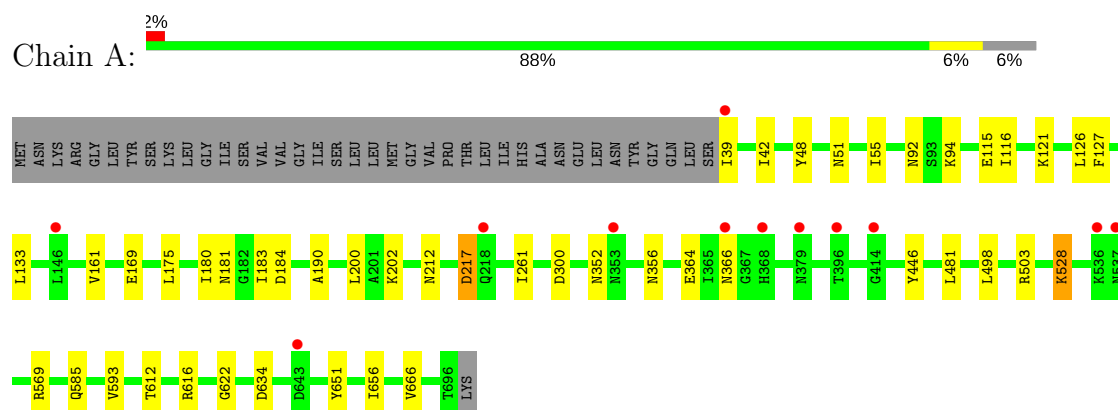 2%
Chain A:
88% 6% 6%
MET ASN LYS ARG GLY LEU TYR SER LYS LEU GLY ILE SER VAL VAL GLY ILE SER LEU LEU MET GLY VAL PRO THR LEU ILE HIS ALA ASN GLU LEU ASN TYR GLY GLN LEU SER I39 I42 Y48 N51 I55 N92 S93 K94 E115 I116 K121 L126 F127
L133 L146 V161 E169 L175 I180 N181 G182 I183 D184 A190 L200 A201 K202 N212 D217 Q218 I261 D300 N352 N353 N356 E364 I365 N366 G367 H368 N379 T396 G414 Y446 L481 L498 R503 K528 K536 N537
R569 Q585 V593 T612 R616 G622 D634 D643 Y651 I656 V666 T696 LYS